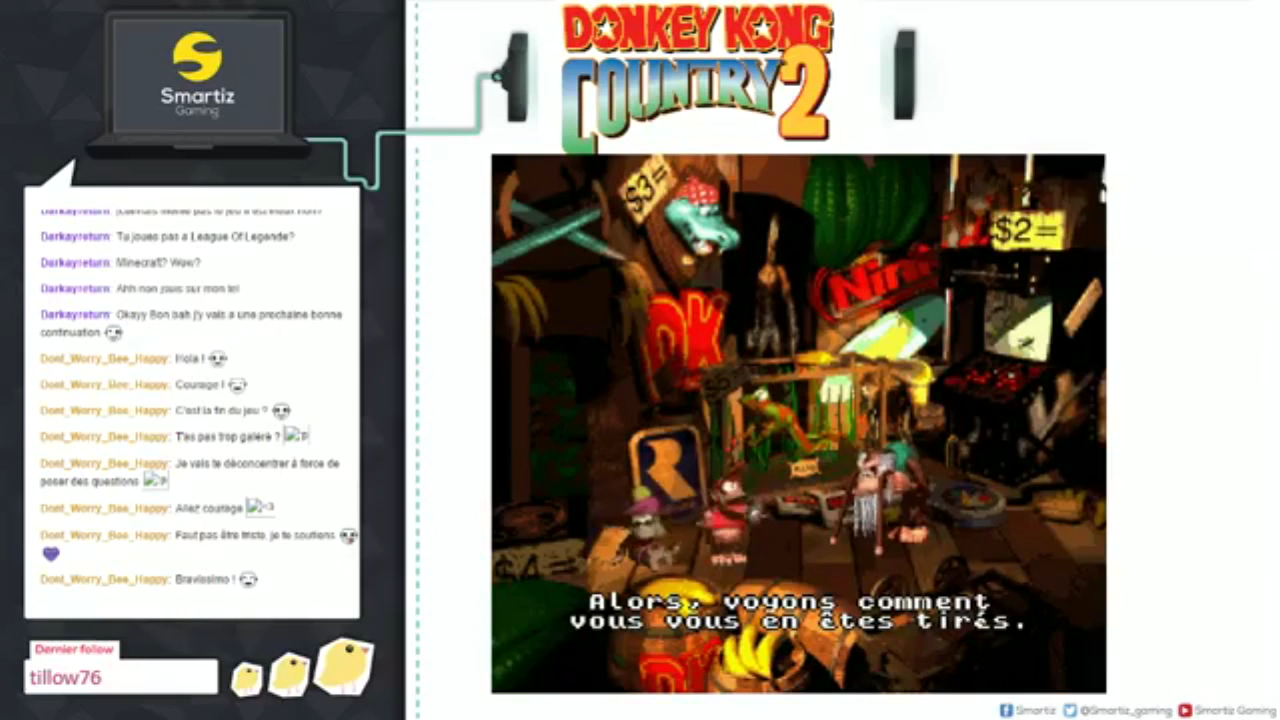 Smartiz
Gaming
DONKEY KONG
COUNTRY 2
Darkayreturn: Tu joues pas a League Of Legende?
Darkayreturn: Minecraft? Wow?
Darkayreturn: Ahh non jouis sur mon tel
Darkayreturn: Okayy Bon bah j'y vais a une prochaine bonne
continuation
Dont_Worry_Bee_Happy: Hola !
Dont_Worry_Bee_Happy: Courage !
Dont_Worry_Bee_Happy: C'est la fin du jeu ?
Dont_Worry_Bee_Happy: T'as pas trop galéré ?
Dont_Worry_Bee_Happy: Je vais te déconcentrer à force de
poser des questions
Dont_Worry_Bee_Happy: Allez courage
Dont_Worry_Bee_Happy: Faut pas être triste, je te soutiens
Dont_Worry_Bee_Happy: Bravissimo !
Dernier follow
tillow76
$3=
$2=
DK
R
$4=
Alors, voyons comment
vous vous en êtes tirés.
DK
Smartiz @Smartiz_gaming Smartiz Gaming